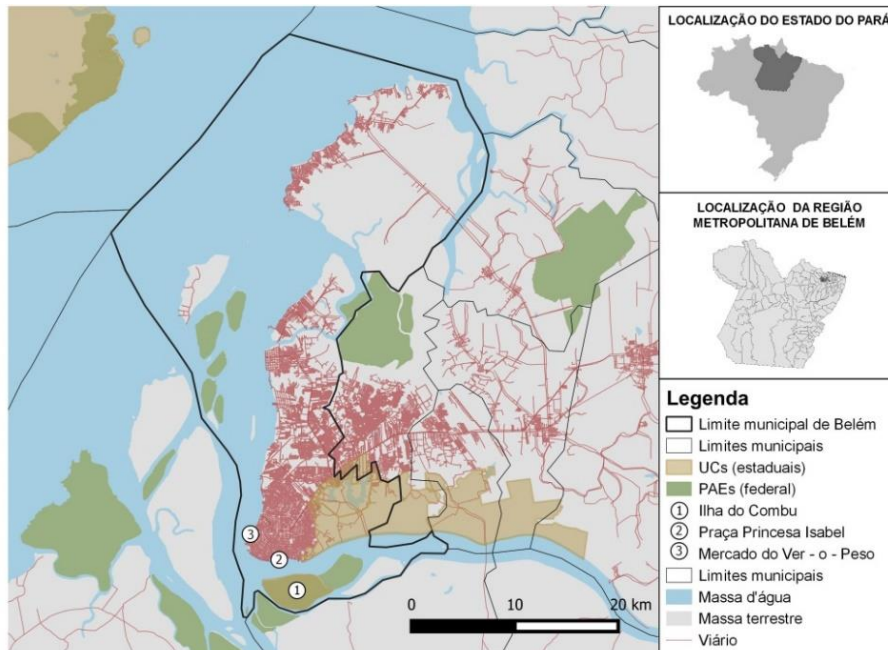 LOCALIZAÇÃO DO ESTADO DO PARÁ
LOCALIZAÇÃO DA REGIÃO
METROPOLITANA DE BELÉM
Legenda
Limite municipal de Belém
Limites municipais
UCs (estaduais)
PAEs (federal)
1 Ilha do Combu
2 Praça Princesa Isabel
3 Mercado do Ver - o - Peso
Limites municipais
Massa d'água
Massa terrestre
Viário
3
2
1
0 10 20 km